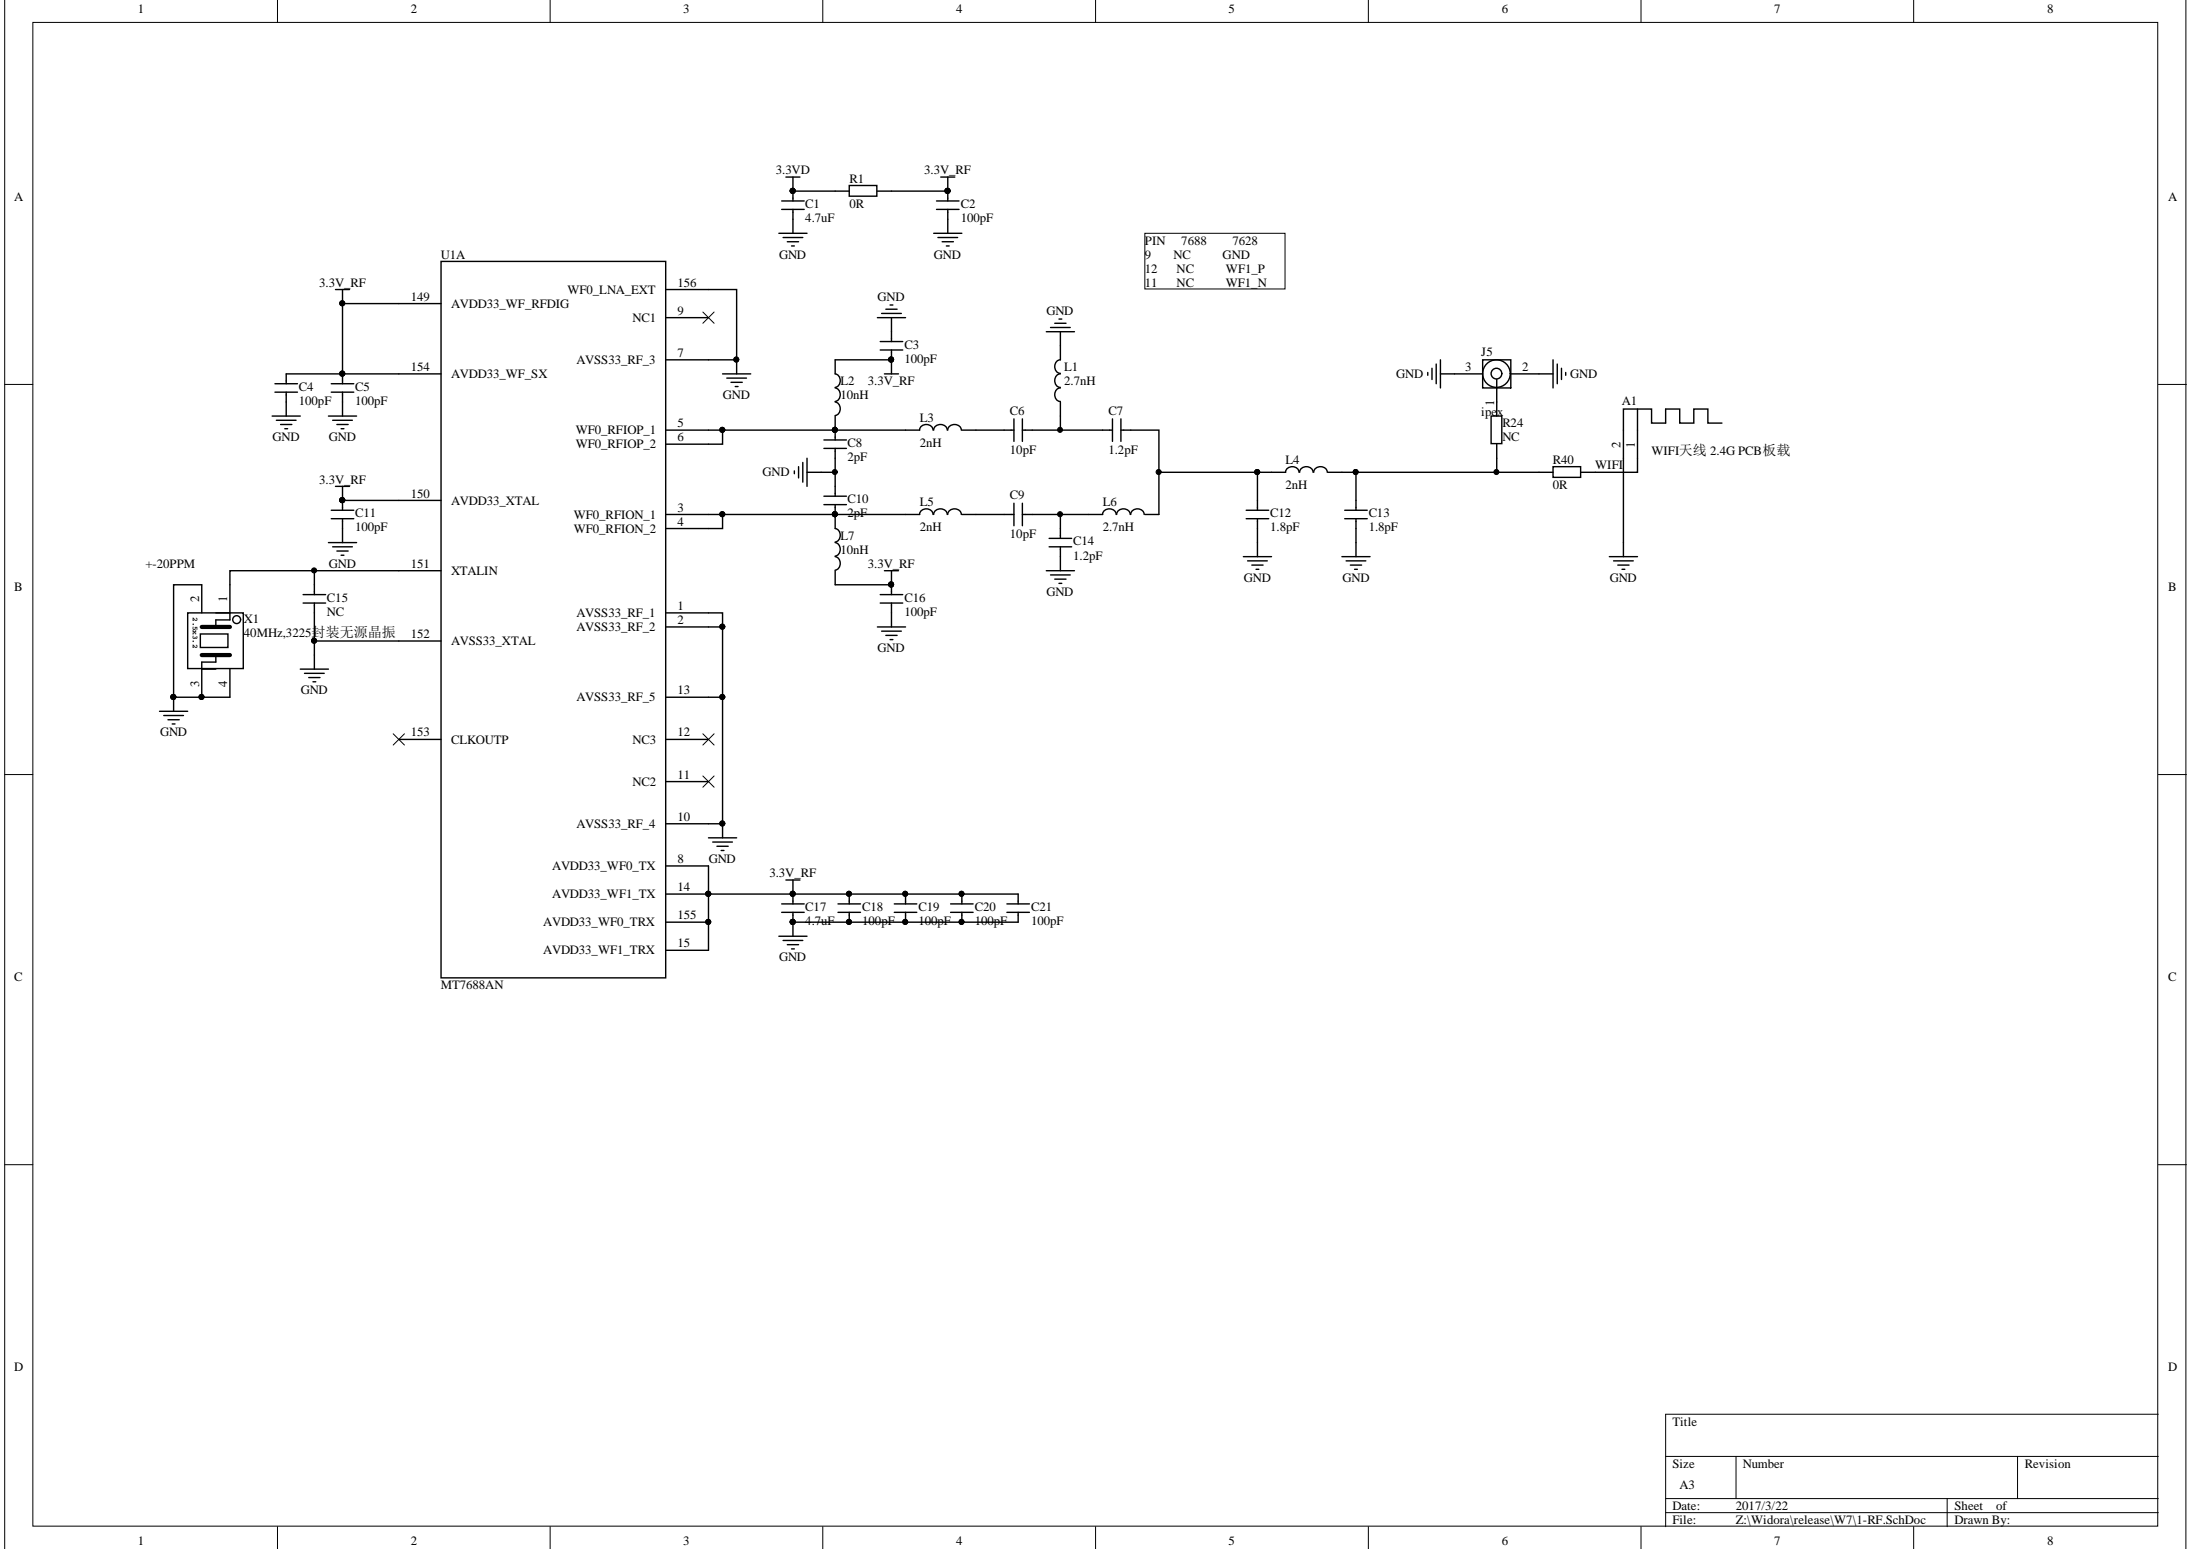 1 2 3 4 5 6 7 8
A A
3.3VD
3.3V_RF
R1
0R
C1
4.7uF
C2
100pF
GND
GND
PIN 7688 7628
9 NC GND
12 NC WF1_P
11 NC WF1_N
U1A
3.3V_RF
149
AVDD33_WF_RFDIG
WF0_LNA_EXT
156
NC1
9
AVSS33_RF_3
7
GND
154
AVDD33_WF_SX
C4
100pF
C5
100pF
GND
GND
WF0_RFIOP_1
5
WF0_RFIOP_2
6
GND
C3
100pF
3.3V_RF
L2
10nH
L3
2nH
C6
10pF
GND
L1
2.7nH
C7
1.2pF
C8
2pF
GND
C10
2pF
WF0_RFION_1
3
WF0_RFION_2
4
L5
2nH
C9
10pF
L6
2.7nH
L7
10nH
3.3V_RF
C16
100pF
GND
C14
1.2pF
GND
L4
2nH
C12
1.8pF
GND
C13
1.8pF
GND
J5
GND
3
2
GND
1
ipex
R24
NC
R40
0R
WIFI
A1
2
1
WIFI天线 2.4G PCB板载
GND
3.3V_RF
150
AVDD33_XTAL
C11
100pF
GND
+-20PPM
151
XTALIN
C15
NC
2
1
X1
40MHz,3225封装无源晶振
2.5x3.2
3
4
GND
152
AVSS33_XTAL
GND
153
CLKOUTP
AVSS33_RF_1
1
AVSS33_RF_2
2
AVSS33_RF_5
13
NC3
12
NC2
11
AVSS33_RF_4
10
GND
AVDD33_WF0_TX
8
AVDD33_WF1_TX
14
AVDD33_WF0_TRX
155
AVDD33_WF1_TRX
15
3.3V_RF
C17
4.7uF
C18
100pF
C19
100pF
C20
100pF
C21
100pF
GND
MT7688AN
B B
C C
D D
Title
Size
A3
Number
Revision
Date: 2017/3/22
Sheet of
File: Z:\Widora\release\W7\1-RF.SchDoc
Drawn By:
1 2 3 4 5 6 7 8